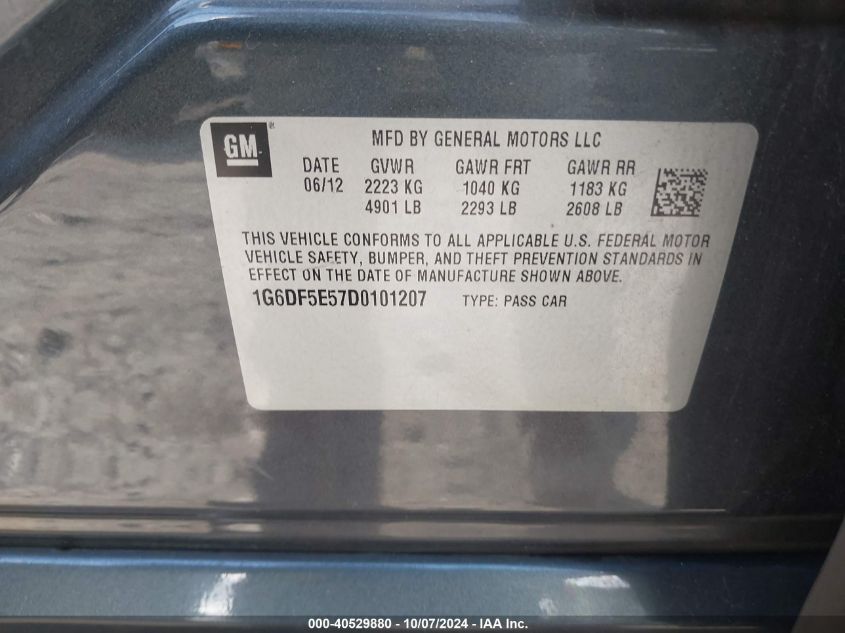 GM®
MFD BY GENERAL MOTORS LLC
DATE GVWR GAWR FRT GAWR RR
06/12 2223 KG 1040 KG 1183 KG
4901 LB 2293 LB 2608 LB
THIS VEHICLE CONFORMS TO ALL APPLICABLE U.S. FEDERAL MOTOR
VEHICLE SAFETY, BUMPER, AND THEFT PREVENTION STANDARDS IN
EFFECT ON THE DATE OF MANUFACTURE SHOWN ABOVE.
1G6DF5E57D0101207 TYPE: PASS CAR
000-40529880 - 10/07/2024 - IAA Inc.